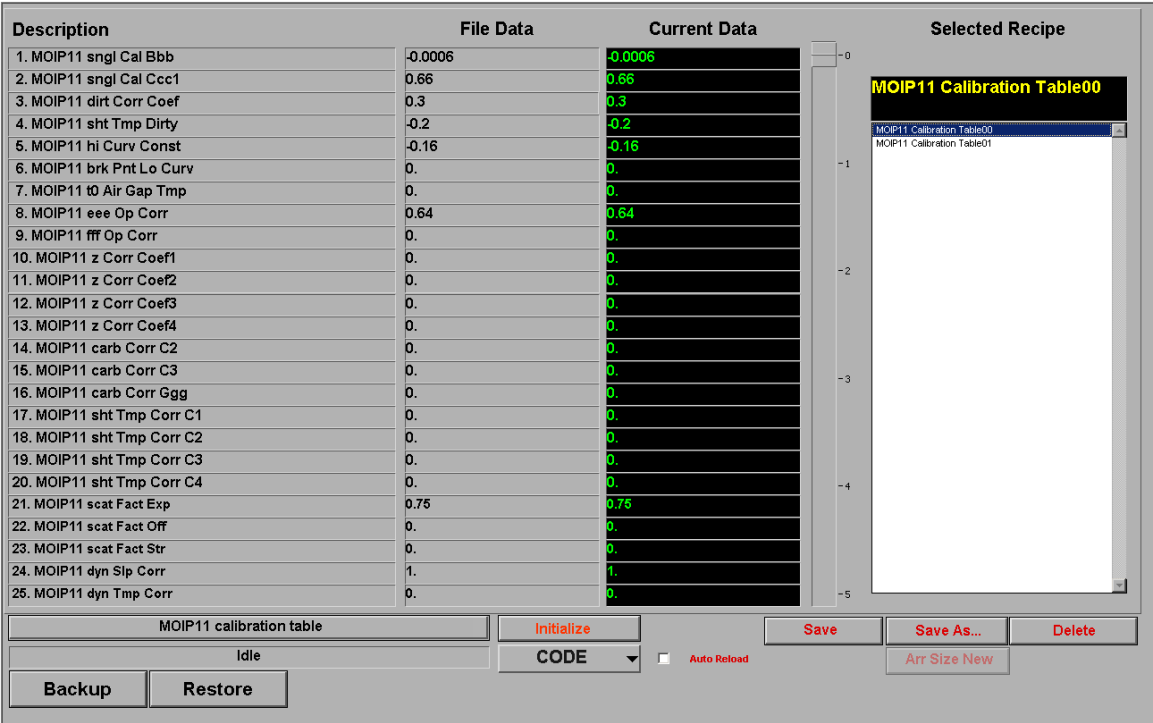 Description File Data Current Data Selected Recipe
1. MOIP11 sngl Cal Bbb -0.0006 -0.0006
2. MOIP11 sngl Cal Ccc1 0.66 0.66
3. MOIP11 dirt Corr Coef 0.3 0.3
4. MOIP11 sht Tmp Dirty -0.2 -0.2
5. MOIP11 hi Curv Const -0.16 -0.16
6. MOIP11 brk Pnt Lo Curv 0. 0.
7. MOIP11 t0 Air Gap Tmp 0. 0.
8. MOIP11 eee Op Corr 0.64 0.64
9. MOIP11 fff Op Corr 0. 0.
10. MOIP11 z Corr Coef1 0. 0.
11. MOIP11 z Corr Coef2 0. 0.
12. MOIP11 z Corr Coef3 0. 0.
13. MOIP11 z Corr Coef4 0. 0.
14. MOIP11 carb Corr C2 0. 0.
15. MOIP11 carb Corr C3 0. 0.
16. MOIP11 carb Corr Ggg 0. 0.
17. MOIP11 sht Tmp Corr C1 0. 0.
18. MOIP11 sht Tmp Corr C2 0. 0.
19. MOIP11 sht Tmp Corr C3 0. 0.
20. MOIP11 sht Tmp Corr C4 0. 0.
21. MOIP11 scat Fact Exp 0.75 0.75
22. MOIP11 scat Fact Off 0. 0.
23. MOIP11 scat Fact Str 0. 0.
24. MOIP11 dyn Slp Corr 1. 1.
25. MOIP11 dyn Tmp Corr 0. 0.
-0
-1
-2
-3
-4
-5
MOIP11 Calibration Table00
MOIP11 Calibration Table00
MOIP11 Calibration Table01
MOIP11 calibration table Initialize Save Save As... Delete
Idle CODE Auto Reload Arr Size New
Backup Restore